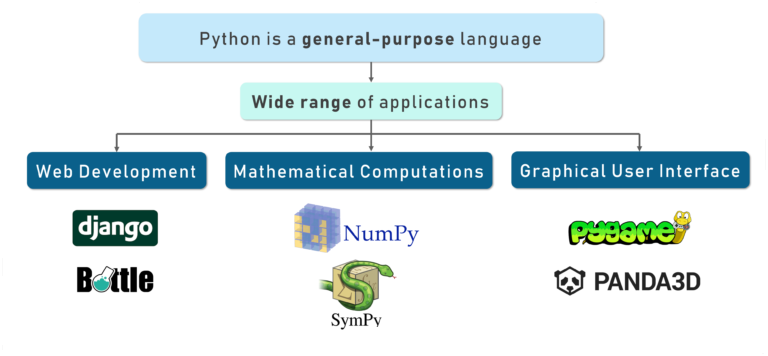 Python is a general-purpose language
Wide range of applications
Web Development
Mathematical Computations
Graphical User Interface
django
NumPy
pygame
Bottle
SymPy
PANDA3D